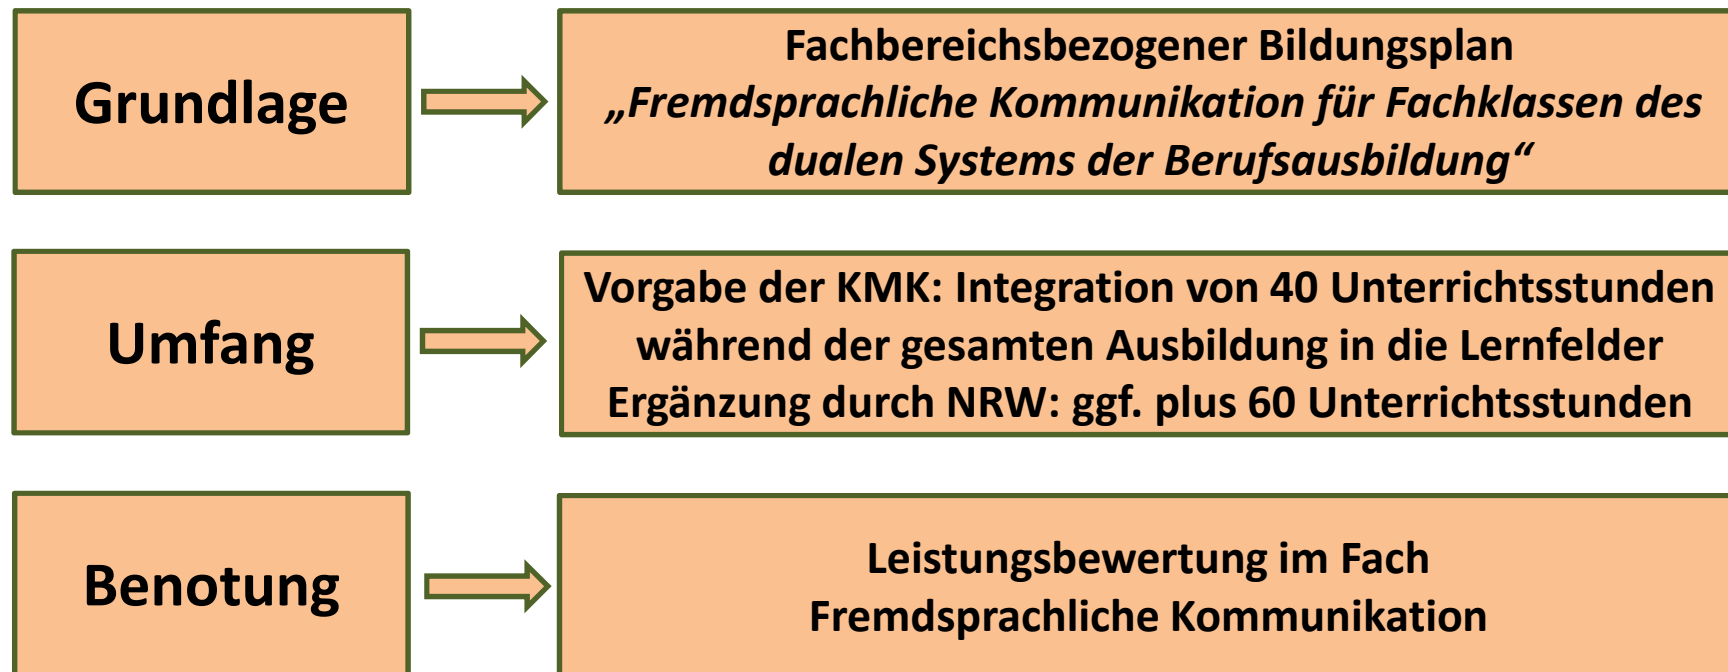 Grundlage
Fachbereichsbezogener Bildungsplan
„Fremdsprachliche Kommunikation für Fachklassen des
dualen Systems der Berufsausbildung“
Umfang
Vorgabe der KMK: Integration von 40 Unterrichtsstunden
während der gesamten Ausbildung in die Lernfelder
Ergänzung durch NRW: ggf. plus 60 Unterrichtsstunden
Benotung
Leistungsbewertung im Fach
Fremdsprachliche Kommunikation